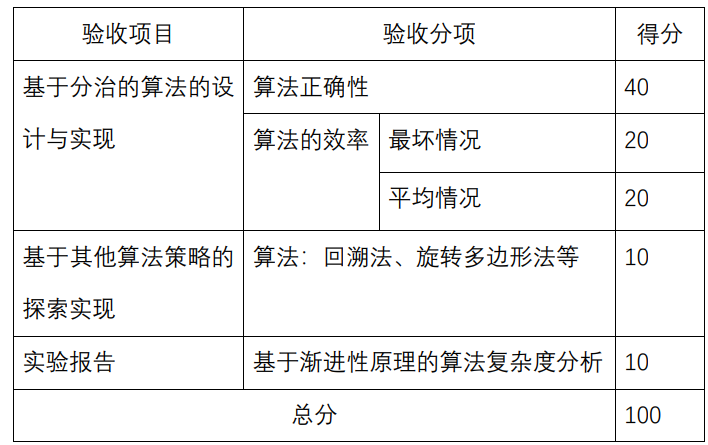 验收项目 验收分项 得分
基于分治的算法的设 算法正确性 40
计与实现 算法的效率 最坏情况 20
平均情况 20
基于其他算法策略的 算法：回溯法、旋转多边形法等 10
探索实现
实验报告 基于渐进性原理的算法复杂度分析 10
总分 100